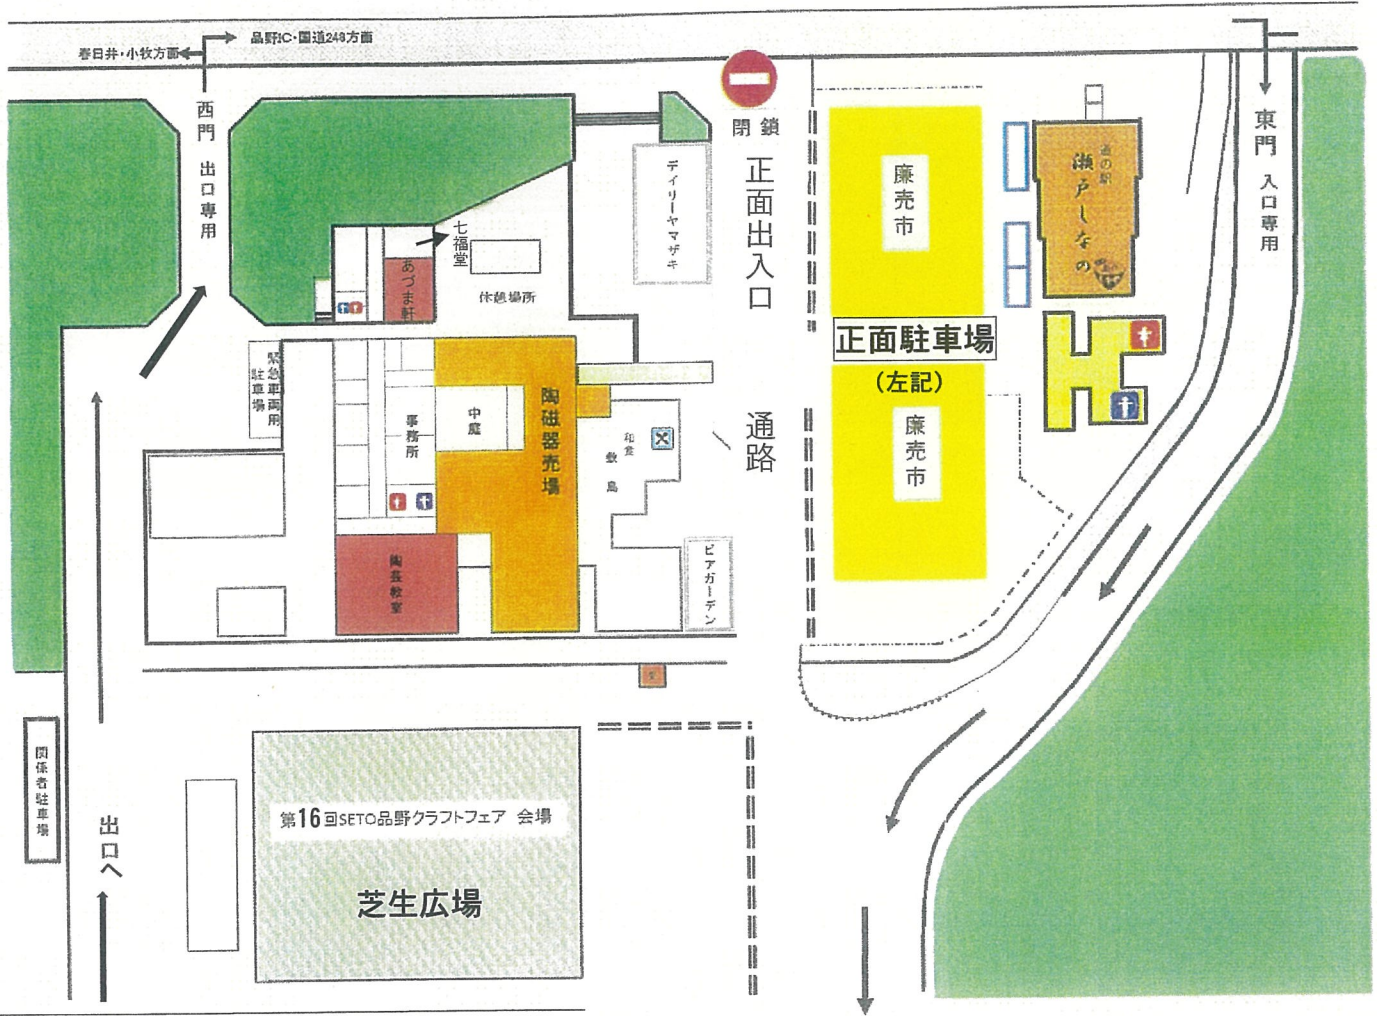 品野IC・国道248方面
春日井・小牧方面
西門 出口専用
閉鎖
正面出入口
デイリーヤマザキ
七福堂
あづま軒
休憩場所
廉売市
道の駅
瀬戸しなの
東門 入口専用
正面駐車場
(左記)
廉売市
通路
緊急車両用
駐車場
事務所
中庭
陶磁器売場
和食
敷島
陶芸教室
ビアガーデン
関係者駐車場
出口へ
第16回SETO品野クラフトフェア 会場
芝生広場